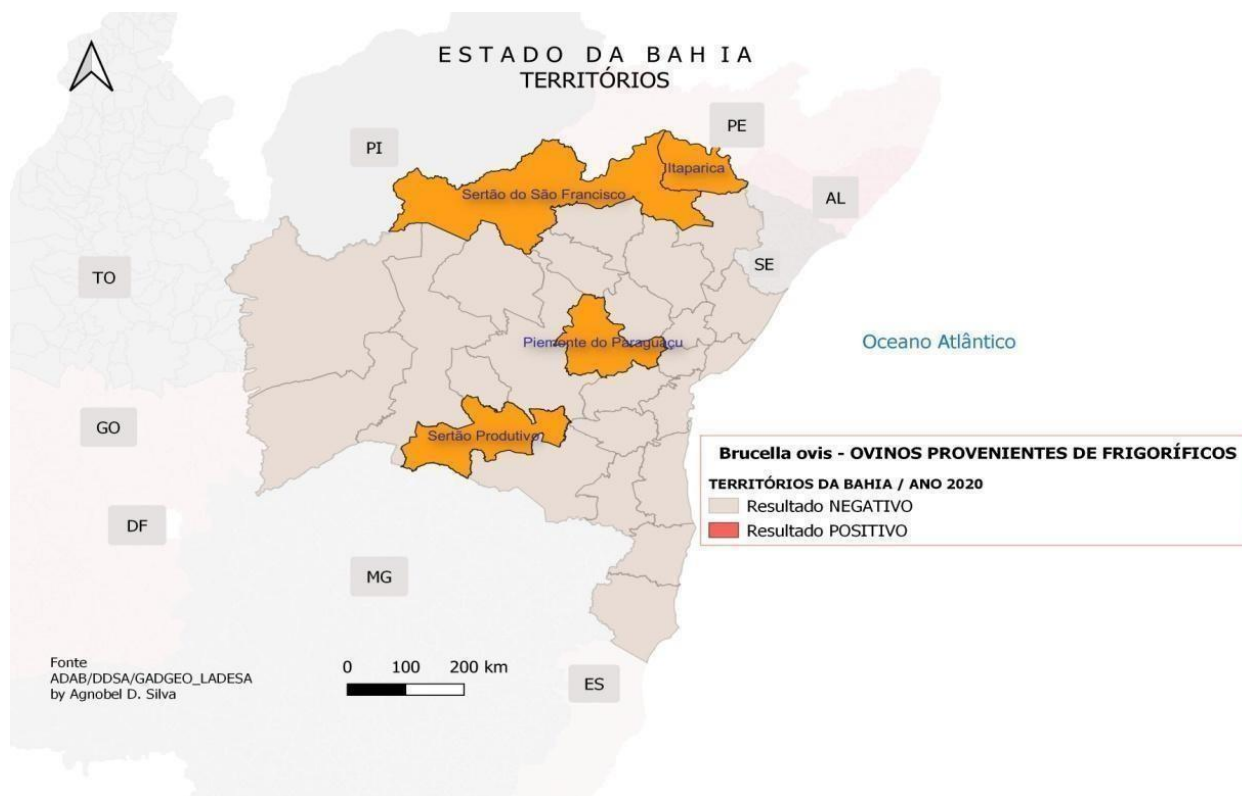 ESTADO DA BAHIA
TERRITÓRIOS
PE
PI
IItaparica
Sertão do São Francisco
AL
SE
TO
Piemonte do Paraguaçu
Oceano Atlântico
GO
Sertão Produtivo
Brucella ovis - OVINOS PROVENIENTES DE FRIGORÍFICOS
TERRITÓRIOS DA BAHIA / ANO 2020
Resultado NEGATIVO
Resultado POSITIVO
DF
MG
Fonte
ADAB/DDSA/GADGEO_LADESA
by Agnobel D. Silva
0 100 200 km
ES